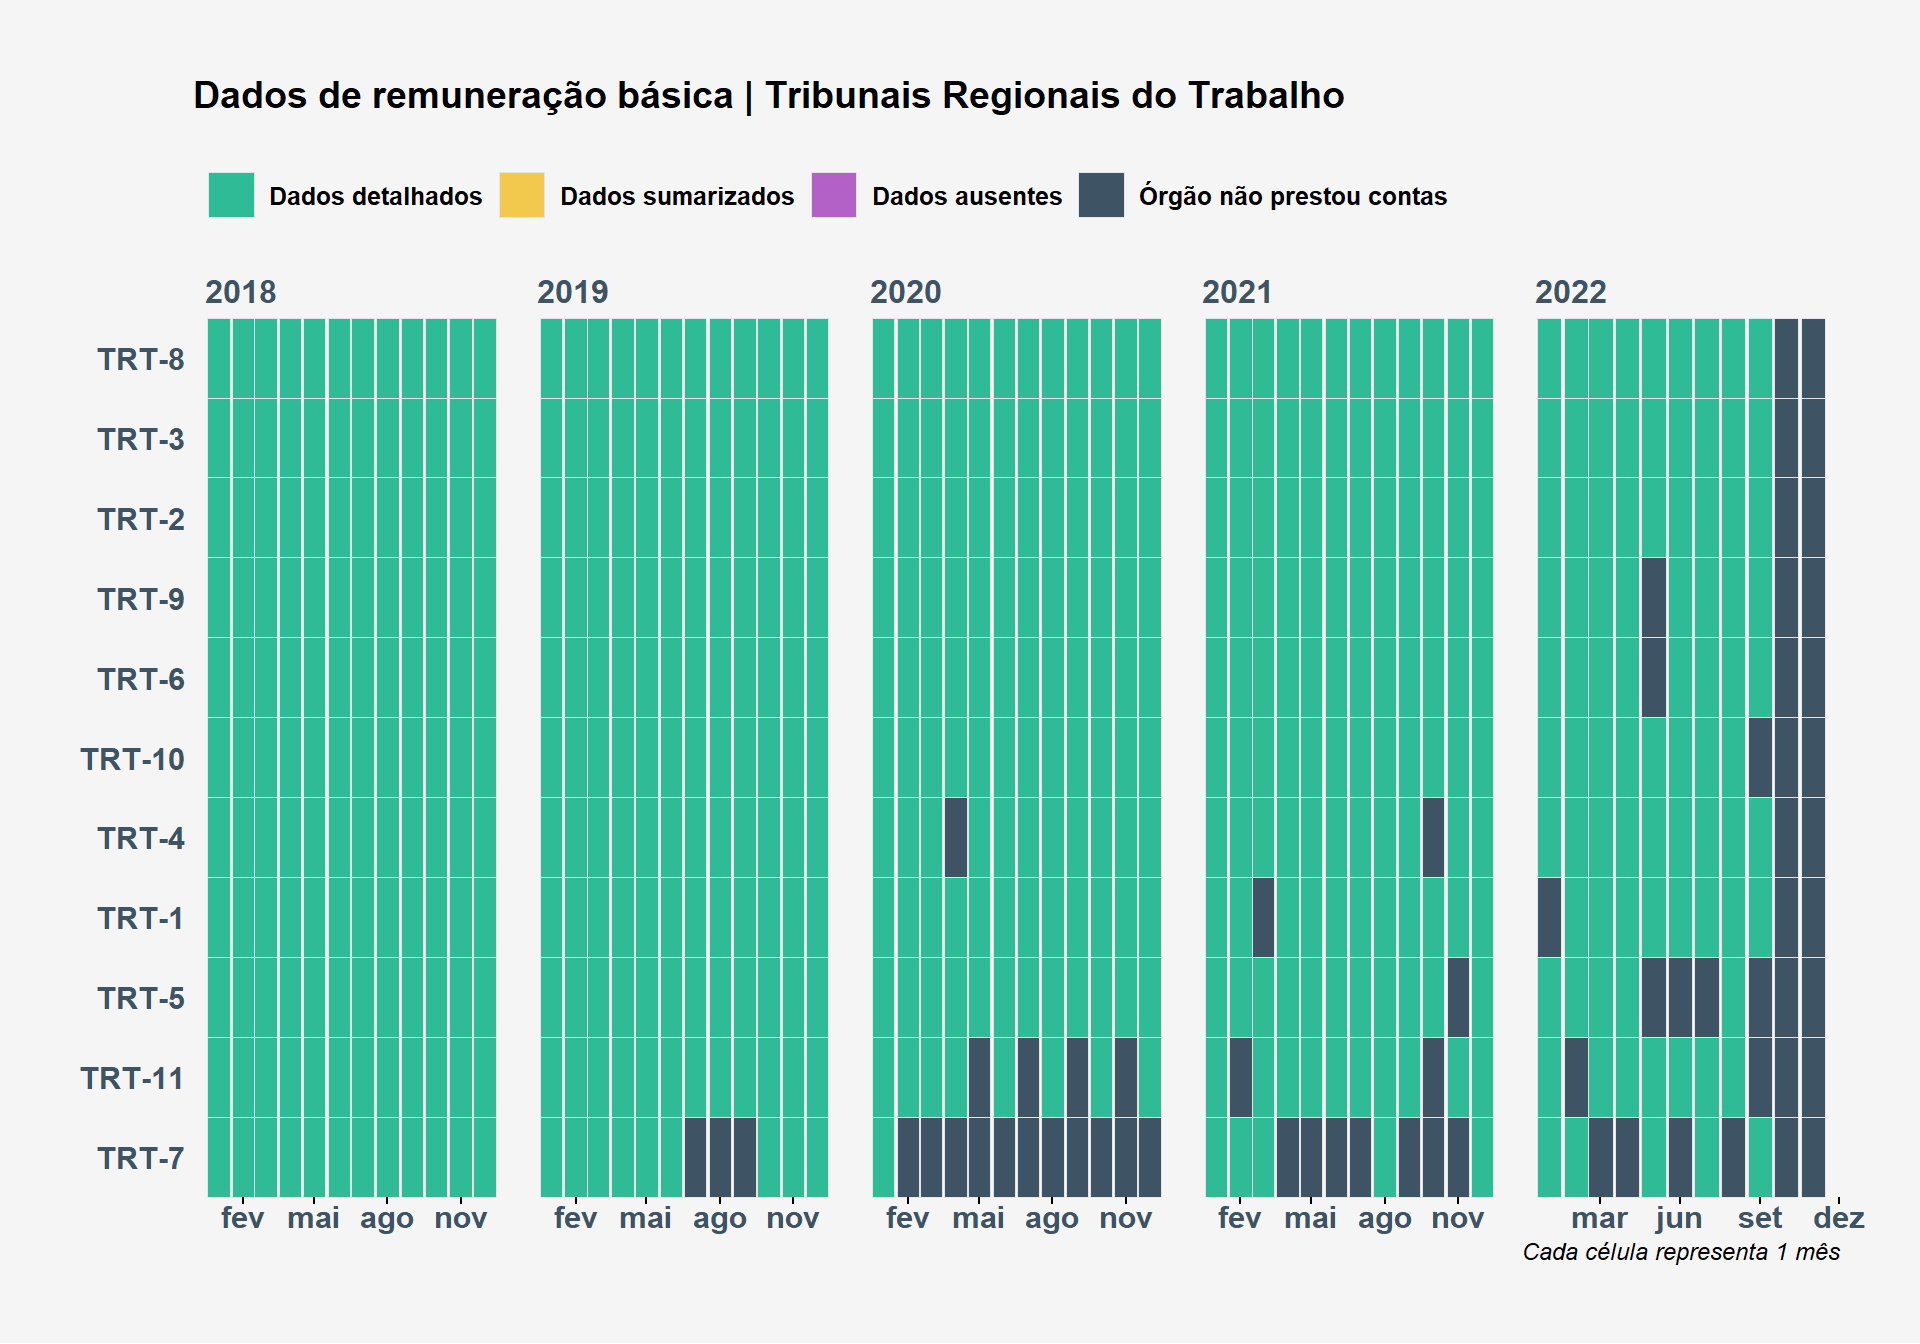 Dados de remuneração básica | Tribunais Regionais do Trabalho
Dados detalhados Dados sumarizados Dados ausentes Órgão não prestou contas
2018 2019 2020 2021 2022
TRT-8
TRT-3
TRT-2
TRT-9
TRT-6
TRT-10
TRT-4
TRT-1
TRT-5
TRT-11
TRT-7
fev mai ago nov fev mai ago nov fev mai ago nov fev mai ago nov mar jun set dez
Cada célula representa 1 mês